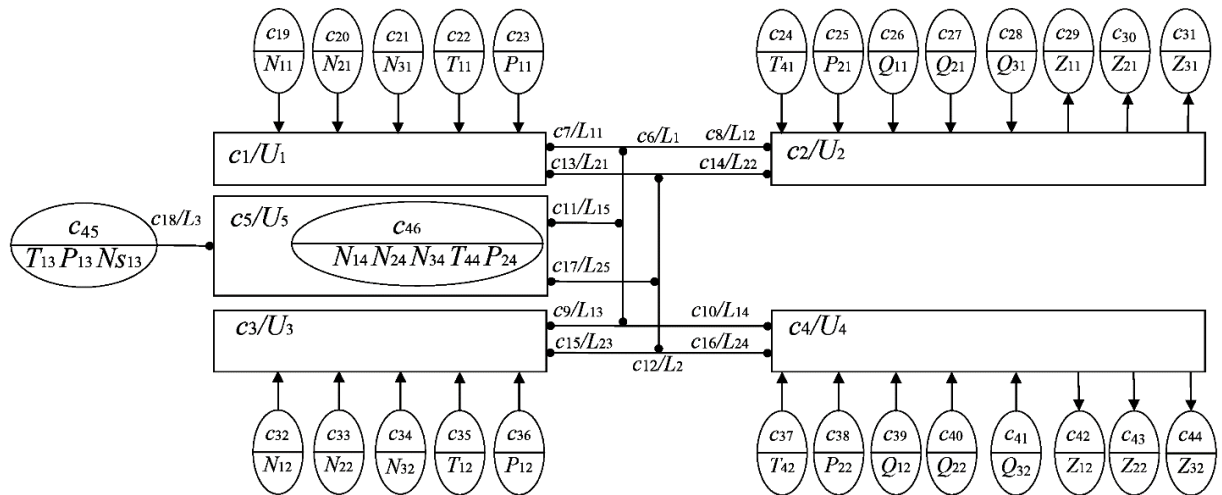 c19 c20 c21 c22 c23 c24 c25 c26 c27 c28 c29 c30 c31
N11 N21 N31 T11 P11 T41 P21 Q11 Q21 Q31 Z11 Z21 Z31
c7/L11 c6/L1 c8/L12
c1/U1 c2/U2
c13/L21 c14/L22
c18/L3 c5/U5 c11/L15
c45 c46
T13 P13 Ns13 N14 N24 N34 T44 P24
c17/L25
c9/L13 c10/L14
c3/U3 c4/U4
c15/L23 c16/L24
c12/L2
c32 c33 c34 c35 c36 c37 c38 c39 c40 c41 c42 c43 c44
N12 N22 N32 T12 P12 T42 P22 Q12 Q22 Q32 Z12 Z22 Z32